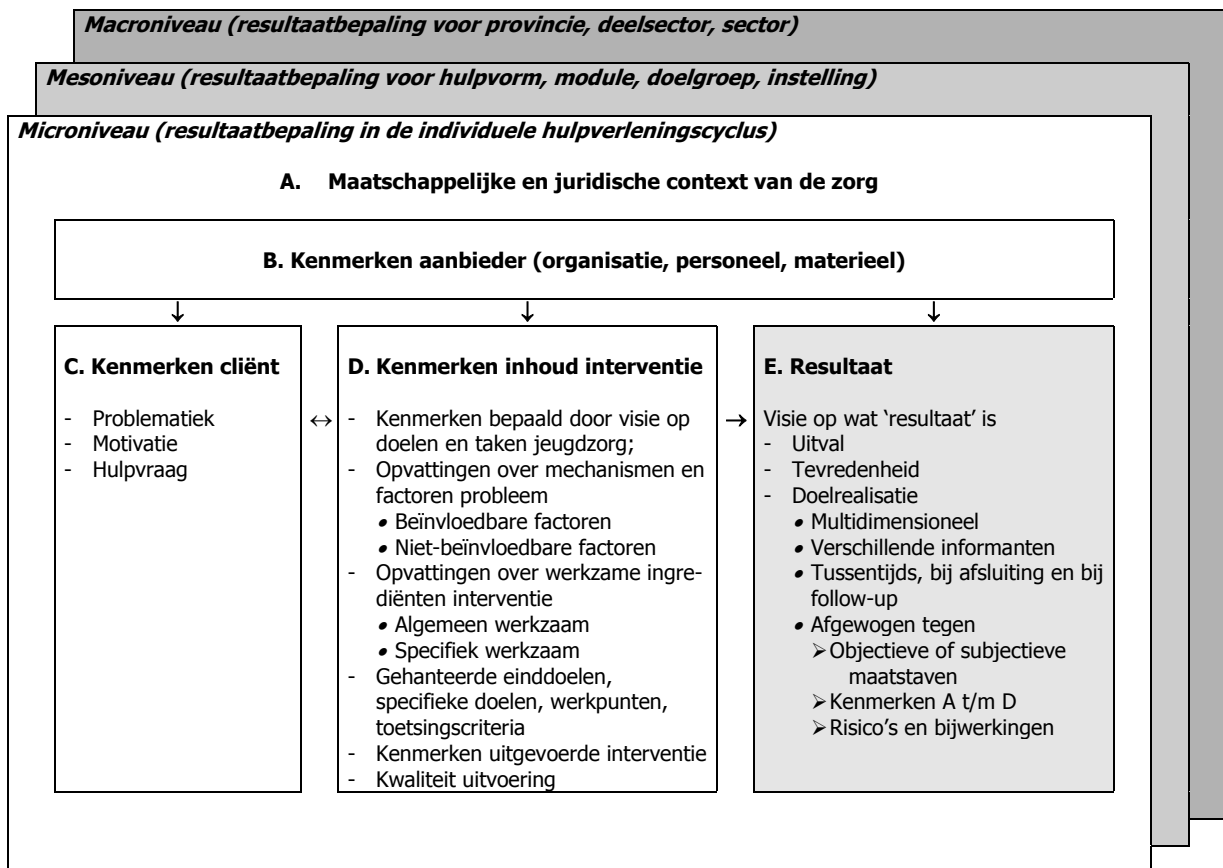 Macroniveau (resultaatbepaling voor provincie, deelsector, sector)
Mesoniveau (resultaatbepaling voor hulpvorm, module, doelgroep, instelling)
Microniveau (resultaatbepaling in de individuele hulpverleningscyclus)
A. Maatschappelijke en juridische context van de zorg
B. Kenmerken aanbieder (organisatie, personeel, materieel)
↓ ↓ ↓
C. Kenmerken cliënt
- Problematiek
- Motivatie
- Hulpvraag
↔
D. Kenmerken inhoud interventie
- Kenmerken bepaald door visie op
doelen en taken jeugdzorg;
- Opvattingen over mechanismen en
factoren probleem
• Beïnvloedbare factoren
• Niet-beïnvloedbare factoren
- Opvattingen over werkzame ingre-
diënten interventie
• Algemeen werkzaam
• Specifiek werkzaam
- Gehanteerde einddoelen,
specifieke doelen, werkpunten,
toetsingscriteria
- Kenmerken uitgevoerde interventie
- Kwaliteit uitvoering
→
E. Resultaat
Visie op wat ‘resultaat’ is
- Uitval
- Tevredenheid
- Doelrealisatie
• Multidimensioneel
• Verschillende informanten
• Tussentijds, bij afsluiting en bij
follow-up
• Afgewogen tegen
➢Objectieve of subjectieve
maatstaven
➢Kenmerken A t/m D
➢Risico’s en bijwerkingen